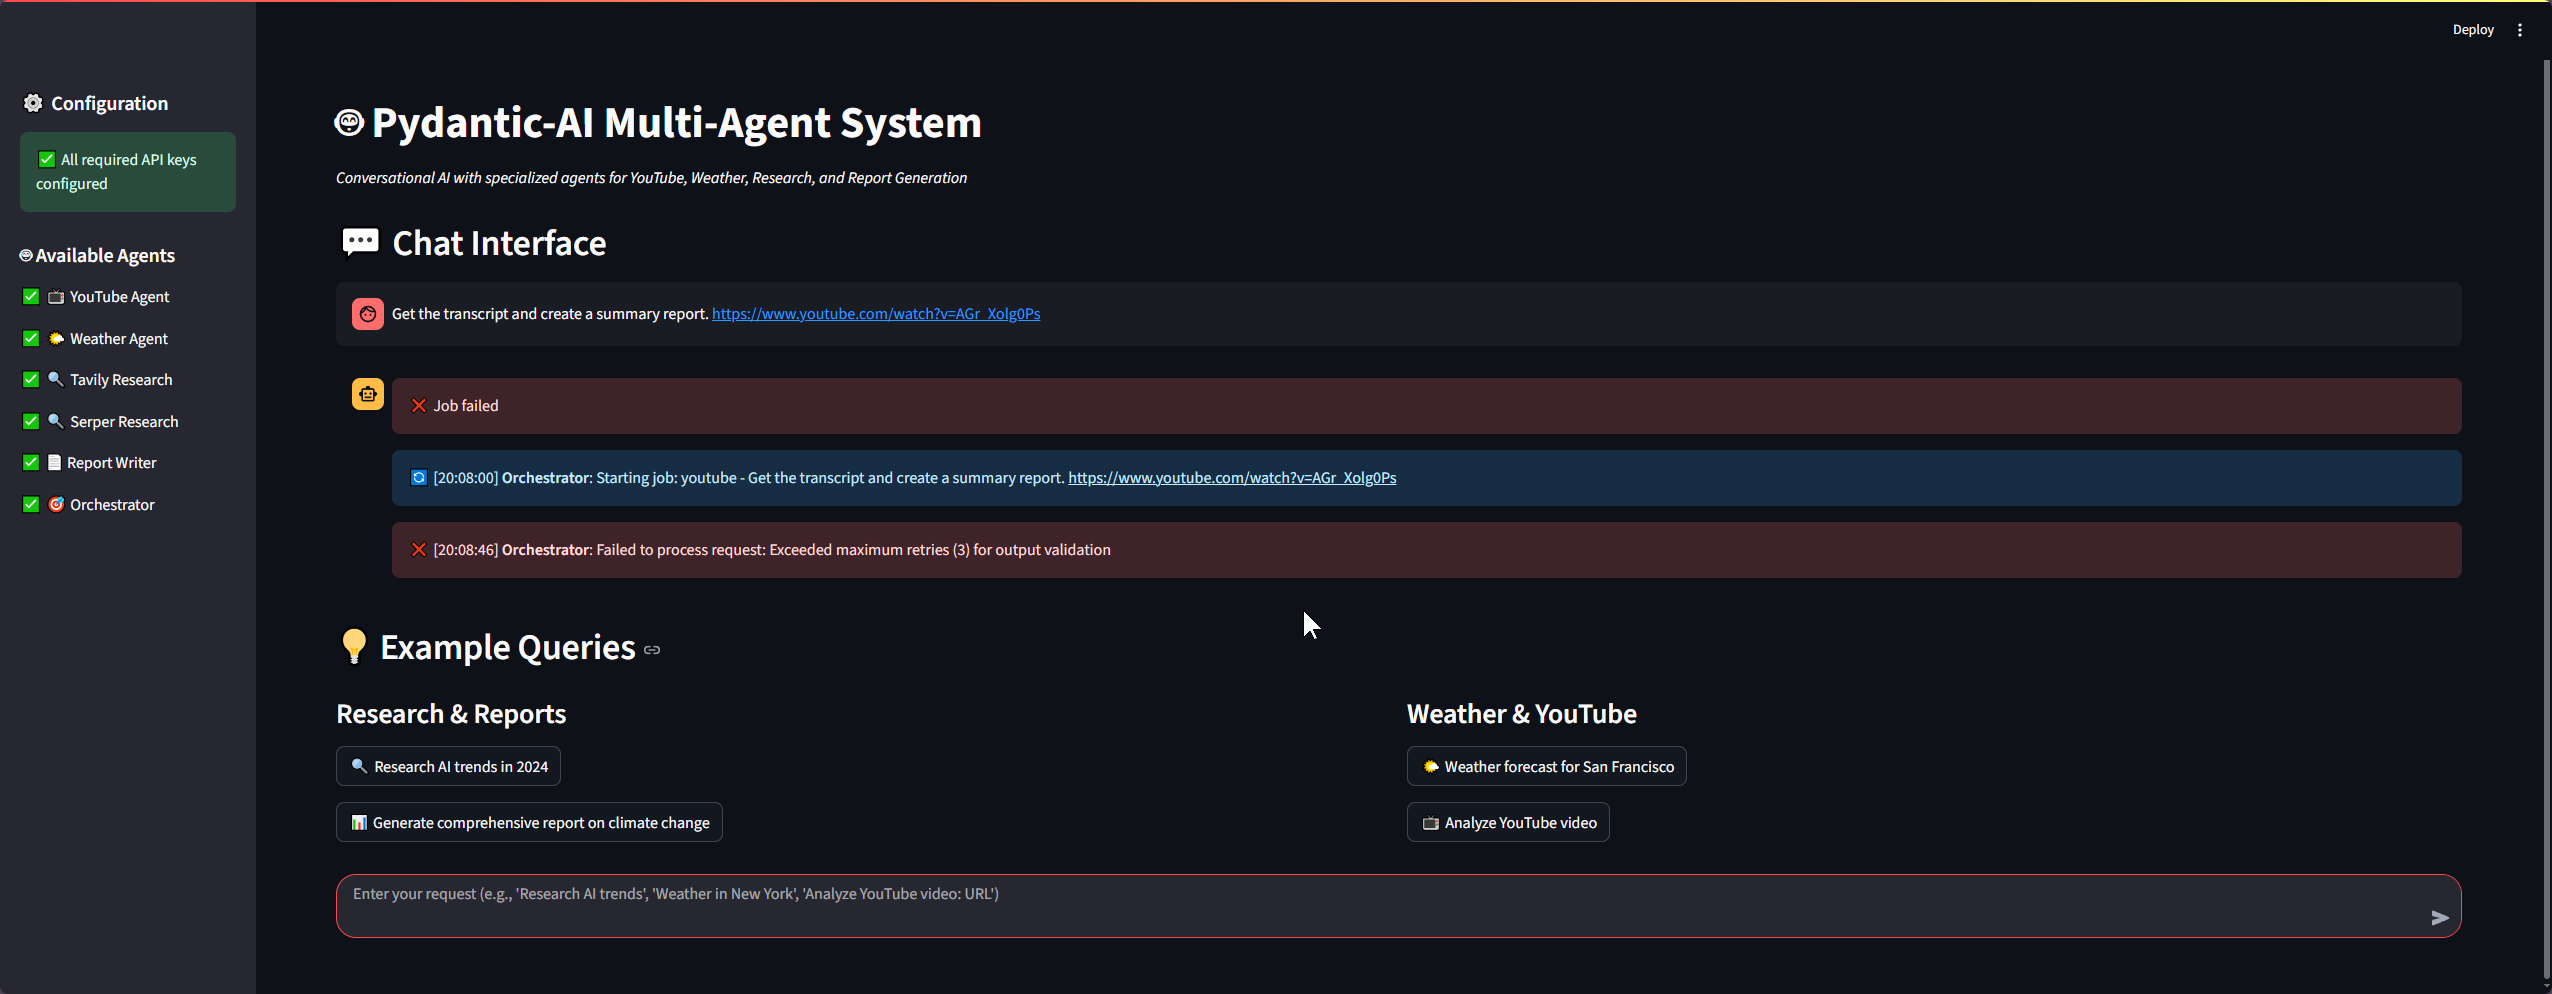 Deploy
Configuration
All required API keys
configured
Available Agents
YouTube Agent
Weather Agent
Tavily Research
Serper Research
Report Writer
Orchestrator
Pydantic-AI Multi-Agent System
Conversational AI with specialized agents for YouTube, Weather, Research, and Report Generation
Chat Interface
Get the transcript and create a summary report. https://www.youtube.com/watch?v=AGr_Xolg0Ps
Job failed
[20:08:00] Orchestrator: Starting job: youtube - Get the transcript and create a summary report. https://www.youtube.com/watch?v=AGr_Xolg0Ps
[20:08:46] Orchestrator: Failed to process request: Exceeded maximum retries (3) for output validation
Example Queries
Research & Reports
Research AI trends in 2024
Generate comprehensive report on climate change
Weather & YouTube
Weather forecast for San Francisco
Analyze YouTube video
Enter your request (e.g., 'Research AI trends', 'Weather in New York', 'Analyze YouTube video: URL')